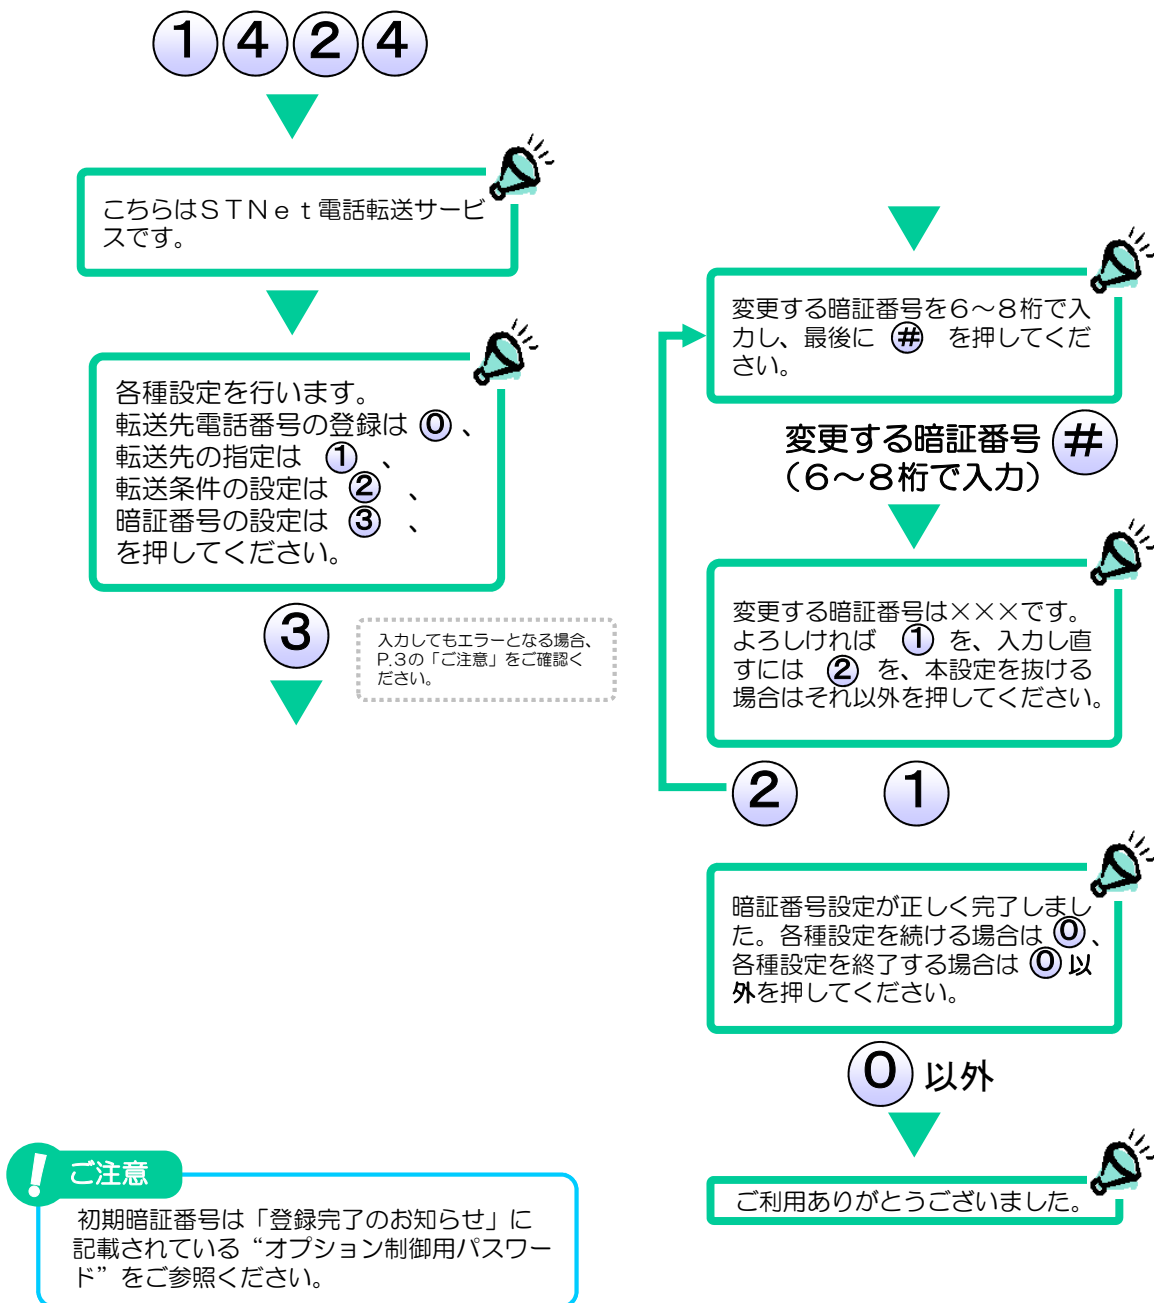 ①④②④
こちらはＳＴＮｅｔ電話転送サービ
スです。
各種設定を行います。
転送先電話番号の登録は⓪、
転送先の指定は ① 、
転送条件の設定は ② 、
暗証番号の設定は ③ 、
を押してください。
③
入力してもエラーとなる場合、
P.3の「ご注意」をご確認く
ださい。
変更する暗証番号を６～８桁で入
力し、最後に # を押してくだ
さい。
変更する暗証番号 #
（６～８桁で入力）
変更する暗証番号は×××です。
よろしければ ① を、入力し直
すには ② を、本設定を抜ける
場合はそれ以外を押してください。
② ①
暗証番号設定が正しく完了しまし
た。各種設定を続ける場合は⓪、
各種設定を終了する場合は⓪以
外を押してください。
⓪以外
ご利用ありがとうございました。
! ご注意
初期暗証番号は「登録完了のお知らせ」に
記載されている“オプション制御用パスワー
ド”をご参照ください。